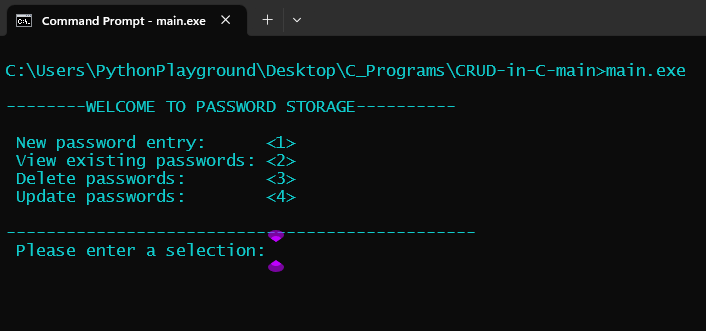 Command Prompt - main.exe
C:\Users\PythonPlayground\Desktop\C_Programs\CRUD-in-C-main>main.exe
--------WELCOME TO PASSWORD STORAGE----------
New password entry:      <1>
View existing passwords: <2>
Delete passwords:        <3>
Update passwords:        <4>
-----------------------------------------------
Please enter a selection: